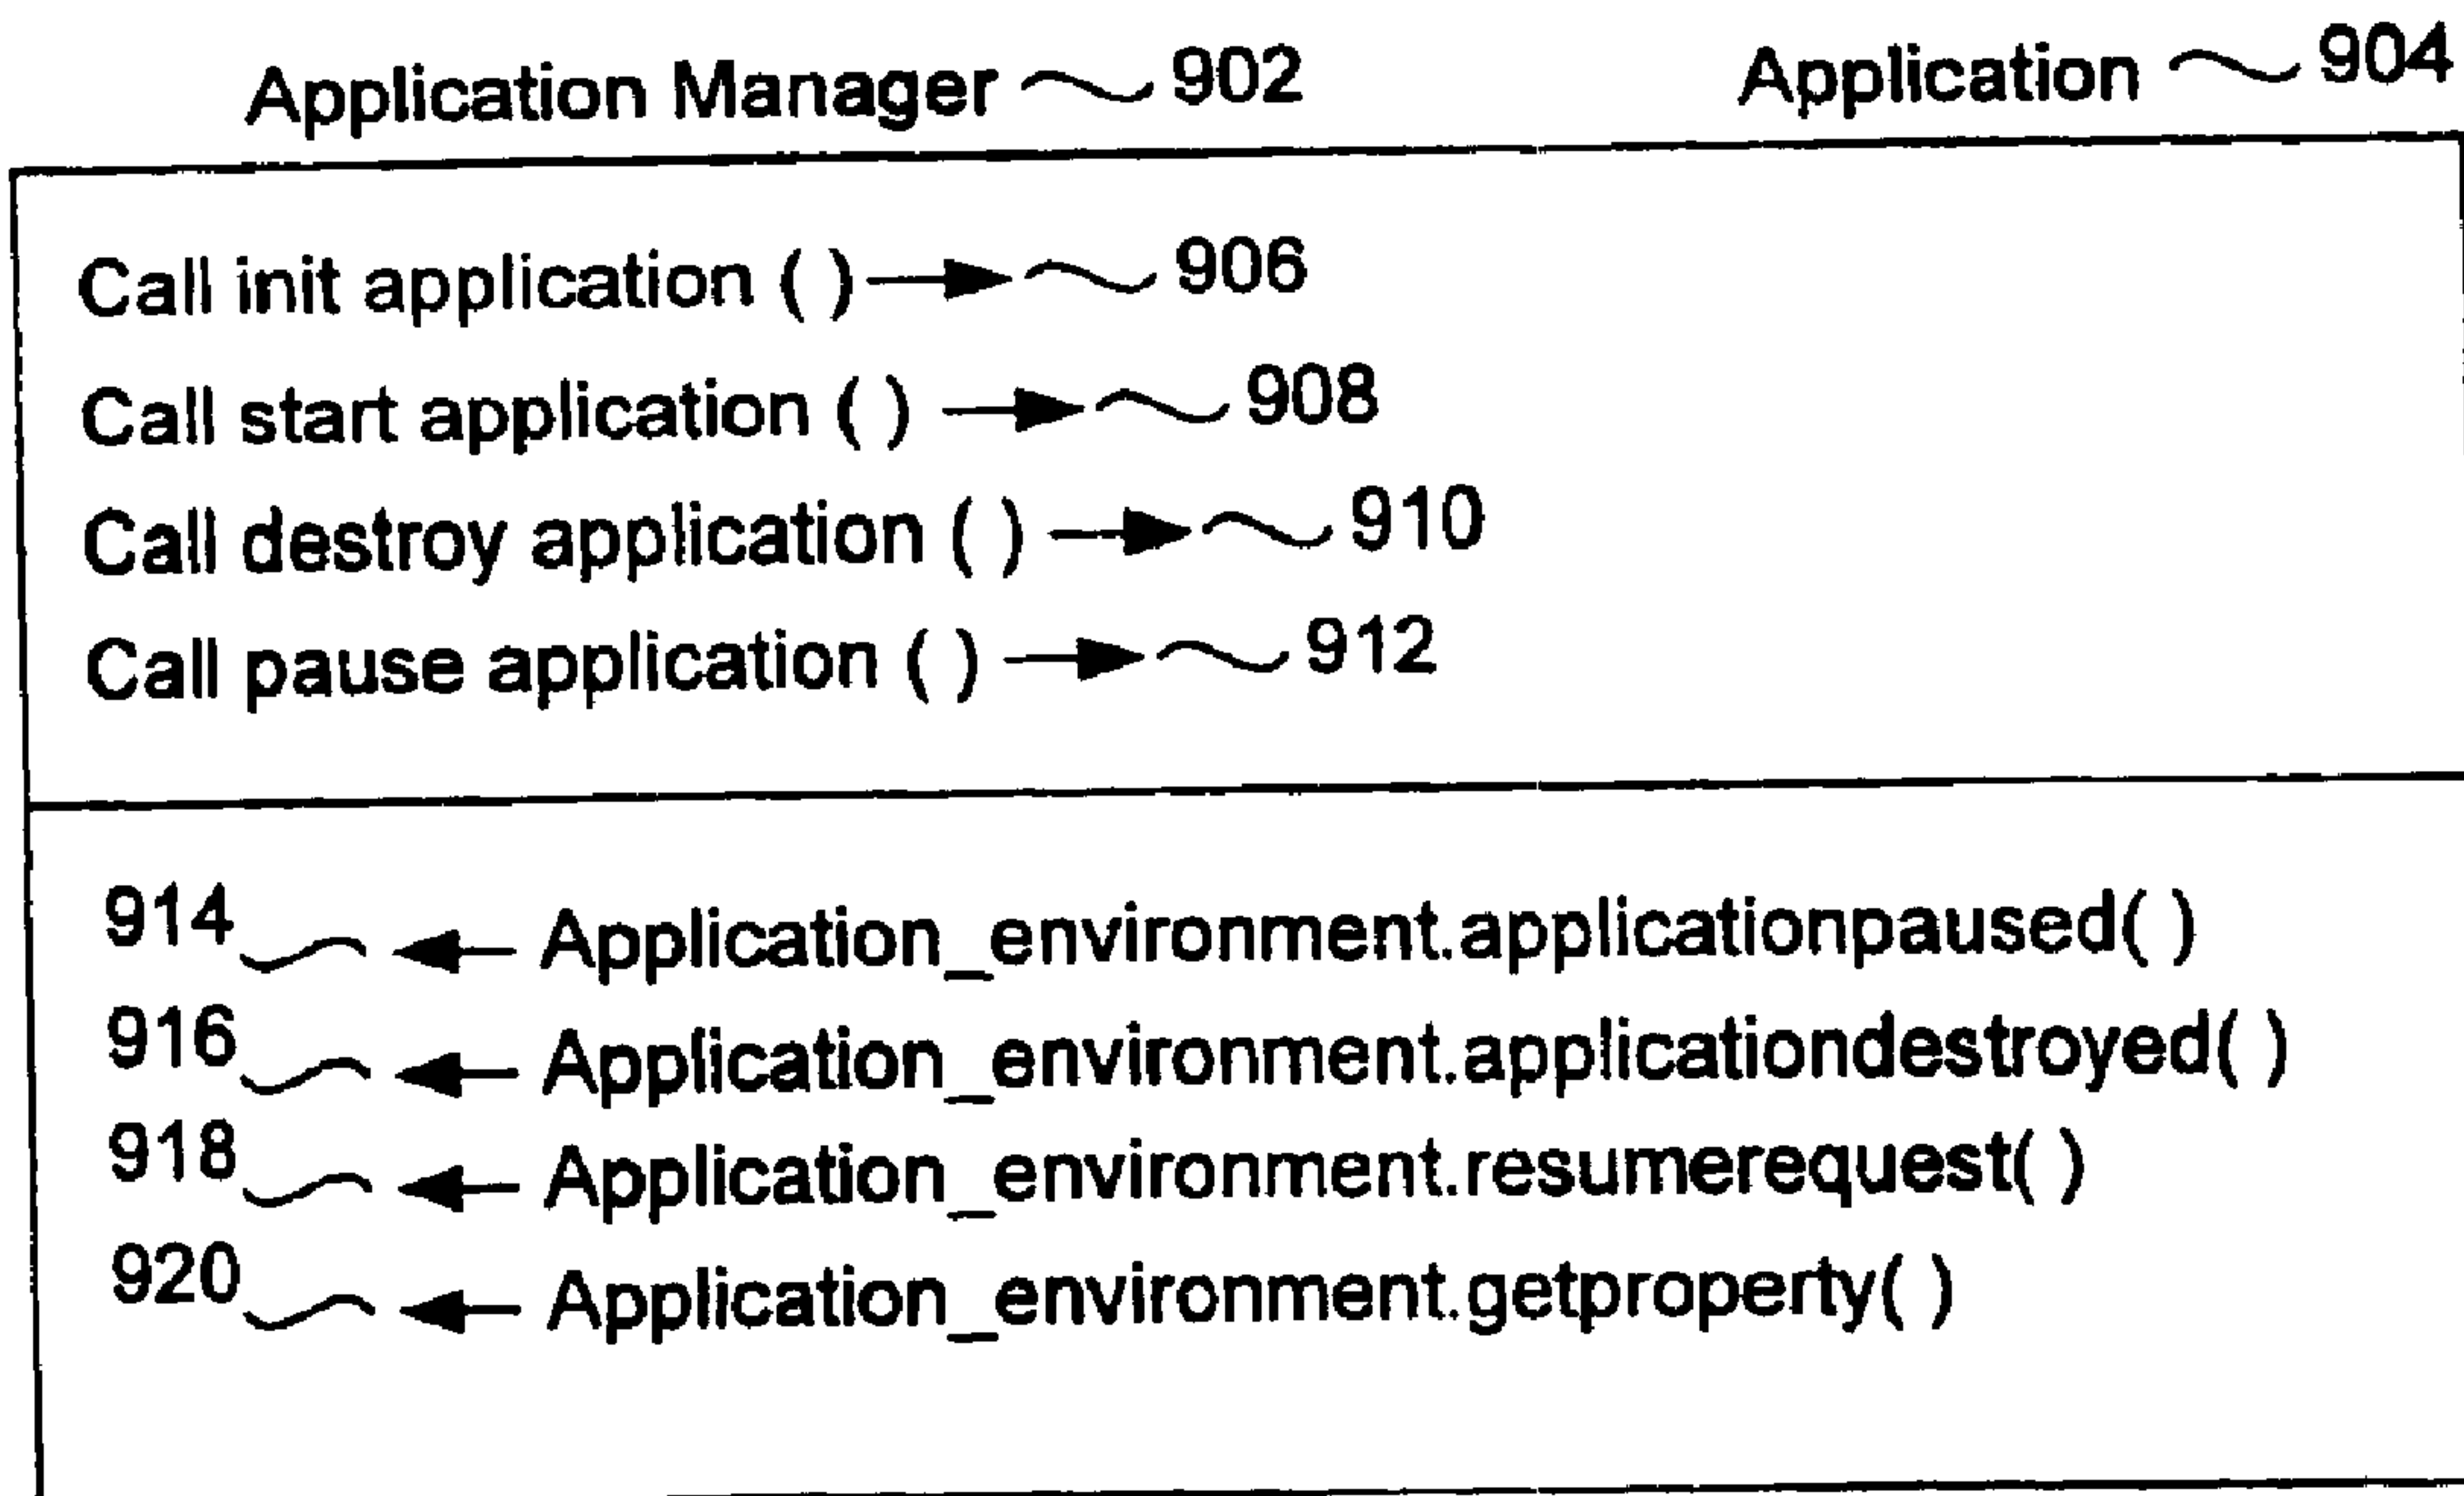 Application Manager 902 Application 904
Call init application ( ) 906
Call start application ( ) 908
Call destroy application ( ) 910
Call pause application ( ) 912
914 Application_environment.applicationpaused( )
916 Application_environment.applicationdestroyed( )
918 Application_environment.resumerequest( )
920 Application_environment.getproperty( )